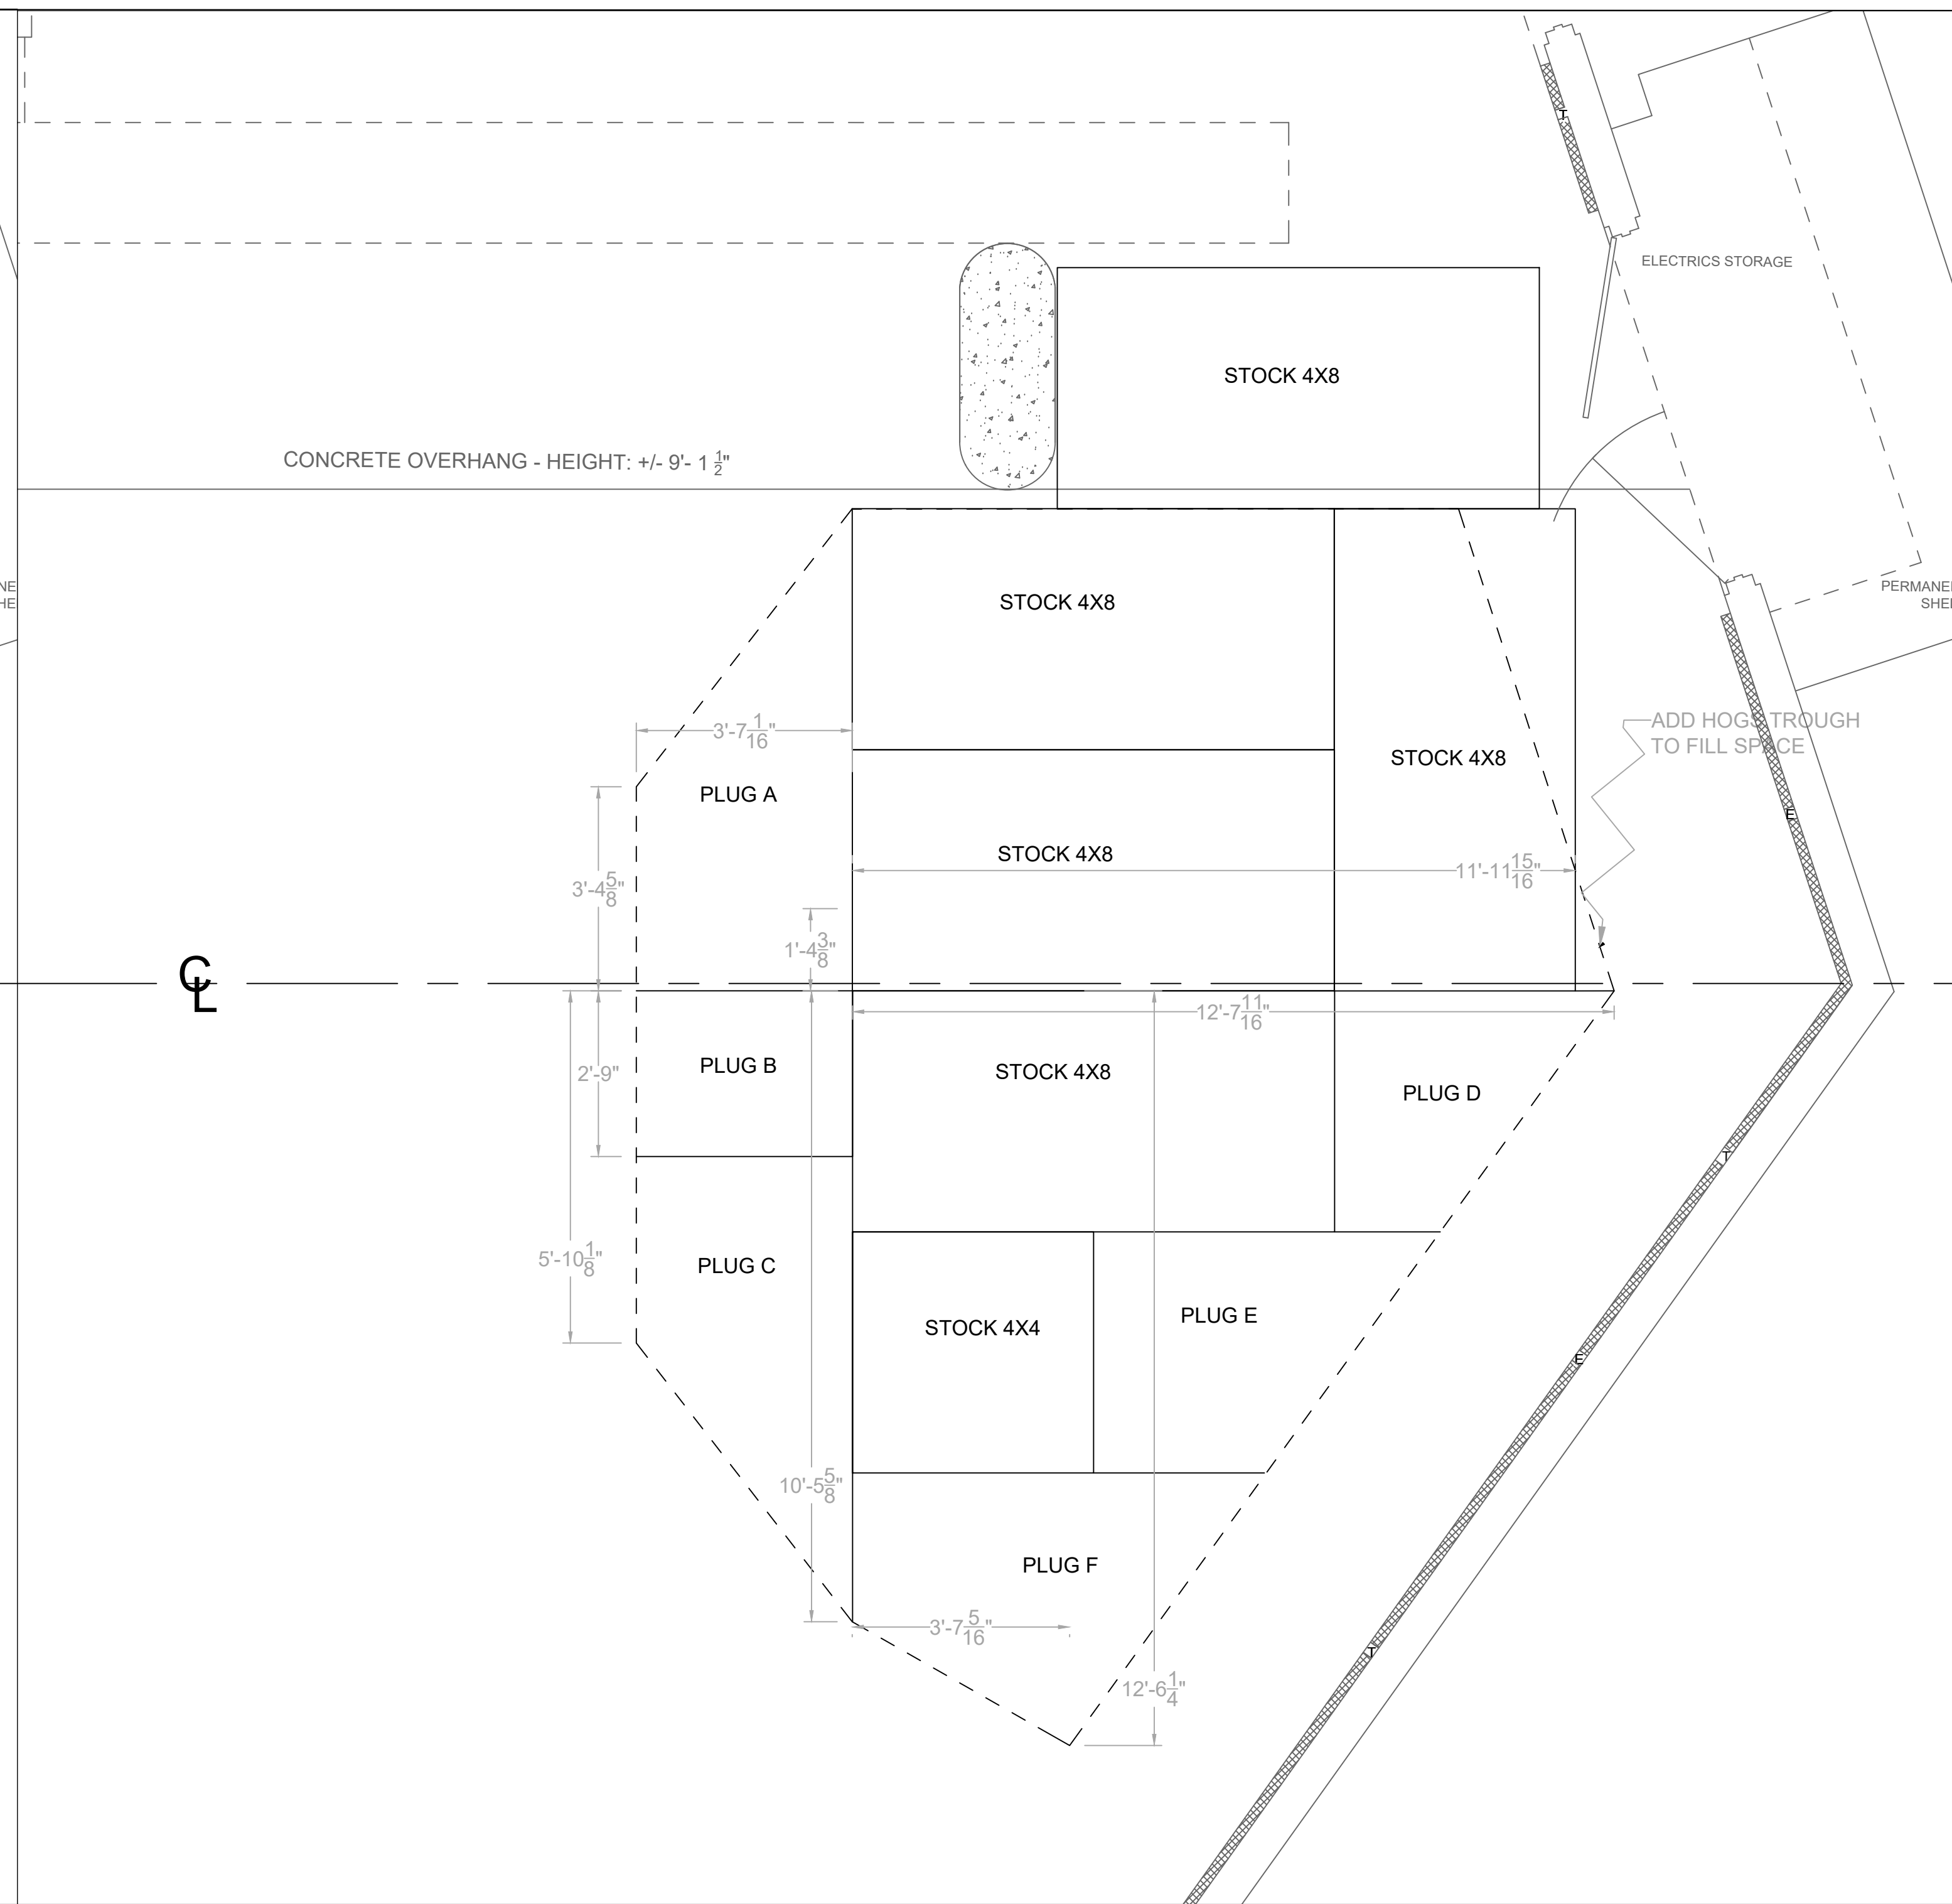 T
ELECTRICS STORAGE
STOCK 4X8
CONCRETE OVERHANG - HEIGHT: +/- 9'- 1 1/2"
NE
HE
STOCK 4X8
PERMANE
SHE
3'-7 1/16"
ADD HOGS TROUGH
TO FILL SPACE
STOCK 4X8
PLUG A
E
STOCK 4X8
11'-11 15/16"
3'-4 5/8"
1'-4 3/8"
CL
12'-7 11/16"
PLUG B
2'-9"
STOCK 4X8
PLUG D
T
5'-10 1/8"
PLUG C
STOCK 4X4
PLUG E
E
10'-5 5/8"
PLUG F
3'-7 5/16"
T
12'-6 1/4"